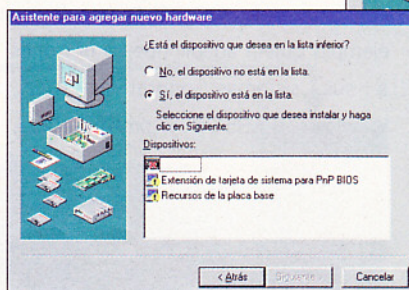 Asistente para agregar nuevo hardware
¿Está el dispositivo que desea en la lista inferior?
No, el dispositivo no está en la lista.
Sí, el dispositivo está en la lista.
Seleccione el dispositivo que desea instalar y haga
clic en Siguiente.
Dispositivos:
Extensión de tarjeta de sistema para PnP BIOS
Recursos de la placa base
< Atrás
Siguiente >
Cancelar